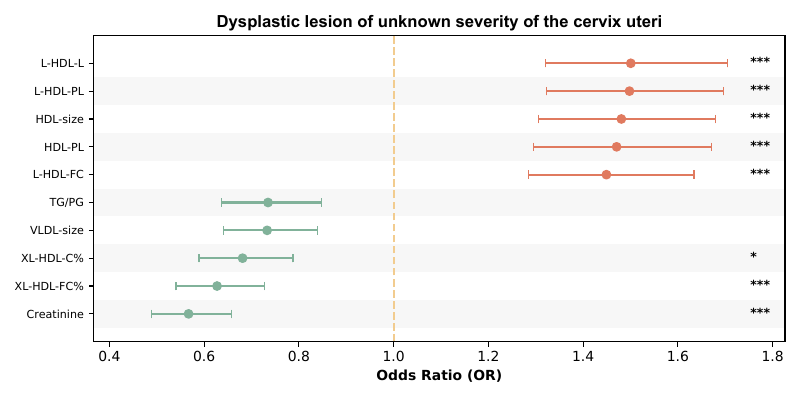 Dysplastic lesion of unknown severity of the cervix uteri
L-HDL-L ***
L-HDL-PL ***
HDL-size ***
HDL-PL ***
L-HDL-FC ***
TG/PG
VLDL-size
XL-HDL-C% *
XL-HDL-FC% ***
Creatinine ***
0.4 0.6 0.8 1.0 1.2 1.4 1.6 1.8
Odds Ratio (OR)